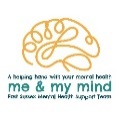 A helping hand with your mental health
me & my mind
East Sussex Mental Health Support Team